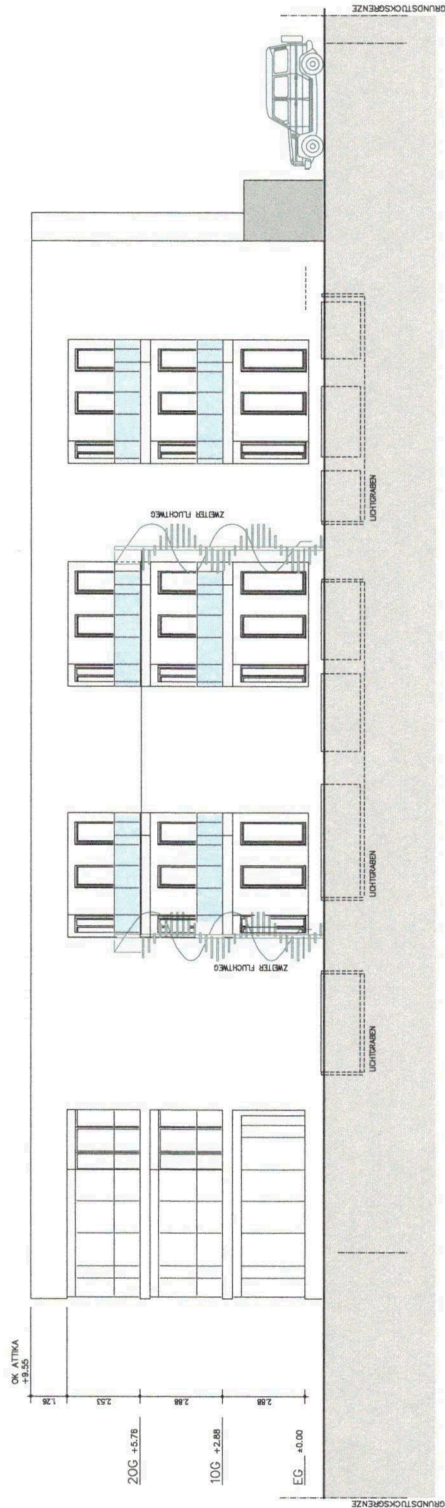 OK ATTIKA
+9.55
1.26
2.53
2.88
2.88
2OG +5.76
1OG +2.88
EG ±0.00
ZWEITER FLUCHTWEG
ZWEITER FLUCHTWEG
LICHTGRABEN
LICHTGRABEN
LICHTGRABEN
GRUNDSTÜCKSGRENZE
GRUNDSTÜCKSGRENZE